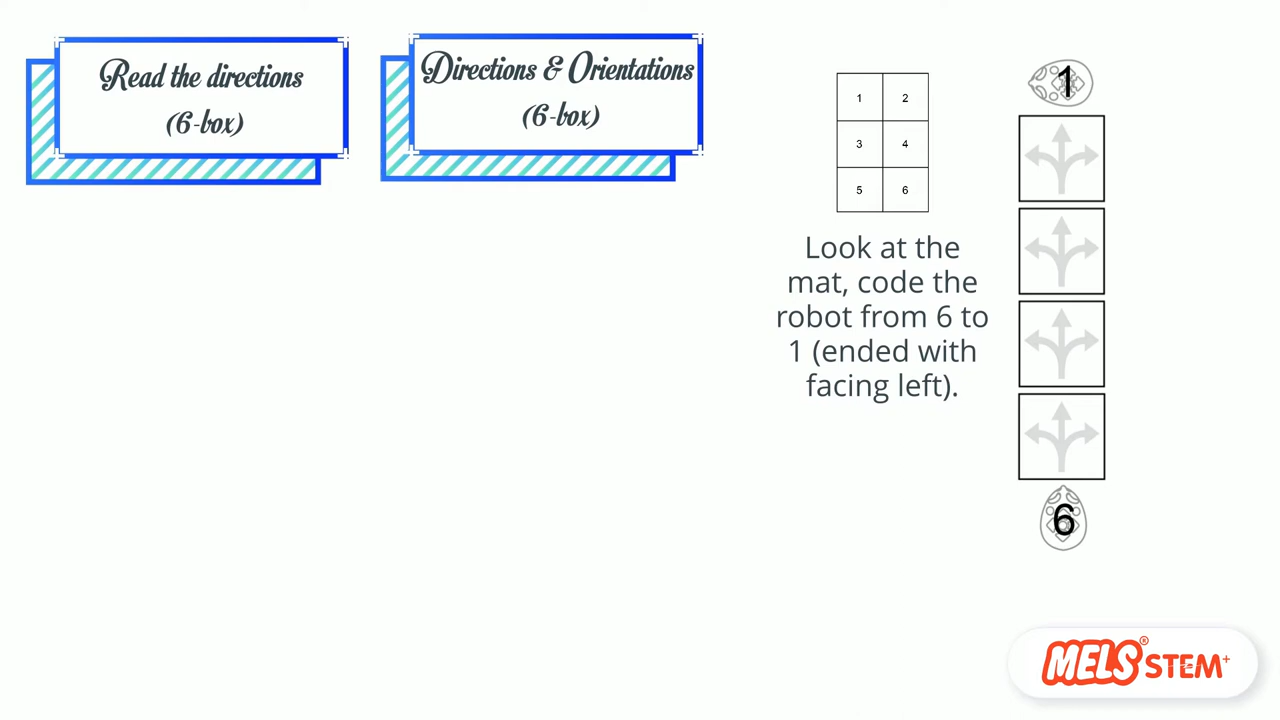 Read the directions
(6-box)
Directions & Orientations
(6-box)
1 2
3 4
5 6
Look at the
mat, code the
robot from 6 to
1 (ended with
facing left).
1
6
MELS® STEM+